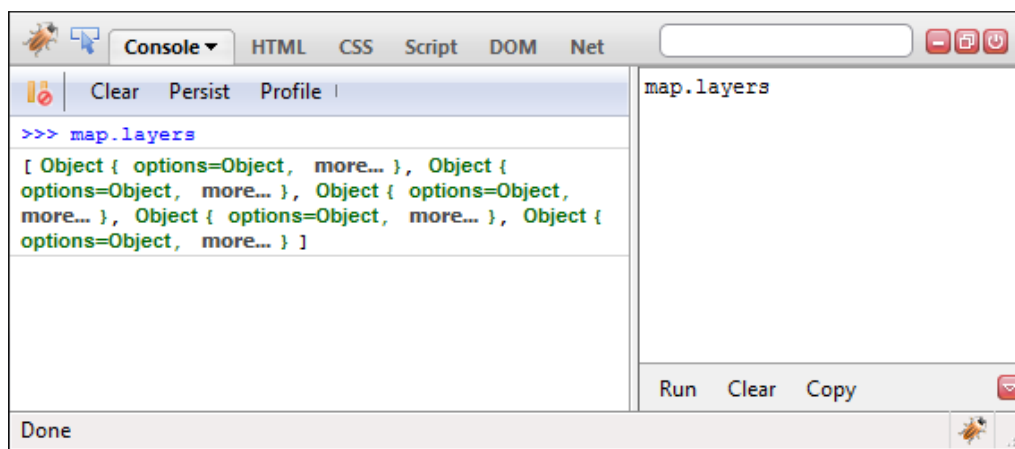 Console HTML CSS Script DOM Net
Clear Persist Profile
map.layers
>>> map.layers
[ Object { options=Object, more... }, Object {
options=Object, more... }, Object { options=Object,
more... }, Object { options=Object, more... }, Object {
options=Object, more... } ]
Run Clear Copy
Done